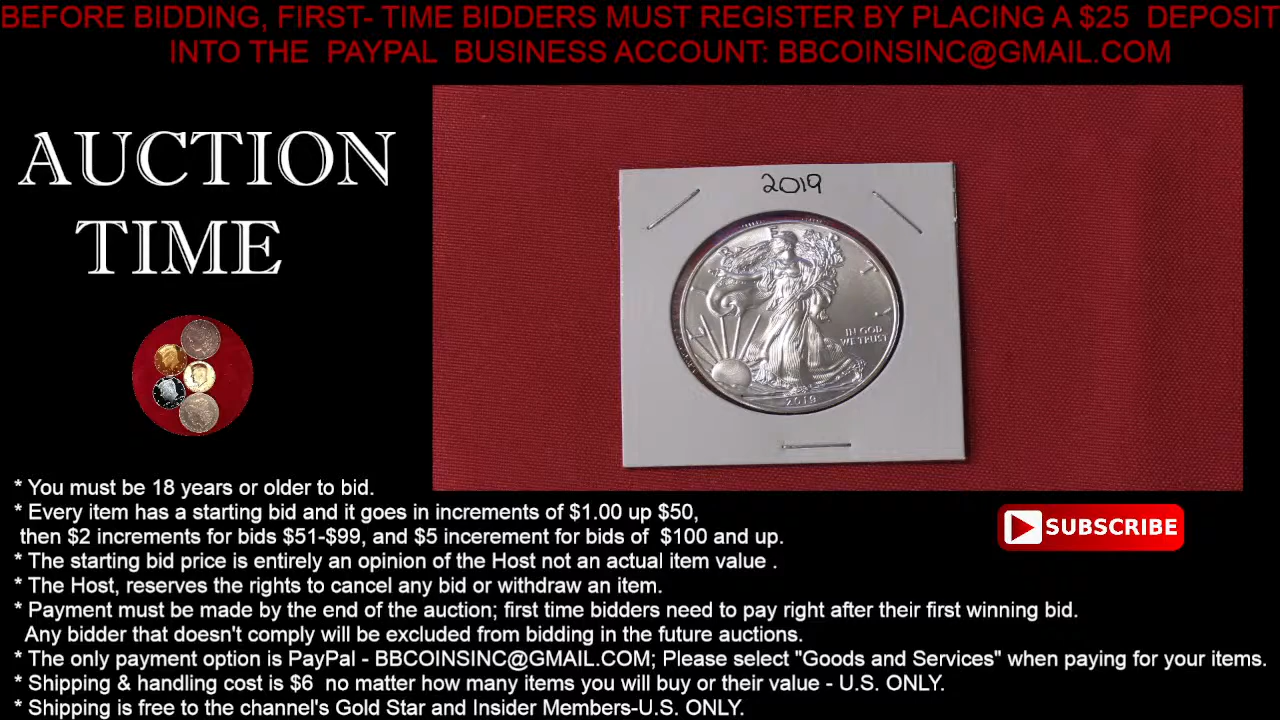 BEFORE BIDDING, FIRST- TIME BIDDERS MUST REGISTER BY PLACING A $25 DEPOSIT
INTO THE PAYPAL BUSINESS ACCOUNT: BBCOINSINC@GMAIL.COM
AUCTION
TIME
2019
LIBERTY
IN GOD
WE TRUST
2019
* You must be 18 years or older to bid.
* Every item has a starting bid and it goes in increments of $1.00 up $50,
then $2 increments for bids $51-$99, and $5 incerement for bids of $100 and up.
* The starting bid price is entirely an opinion of the Host not an actual item value .
* The Host, reserves the rights to cancel any bid or withdraw an item.
* Payment must be made by the end of the auction; first time bidders need to pay right after their first winning bid.
Any bidder that doesn't comply will be excluded from bidding in the future auctions.
* The only payment option is PayPal - BBCOINSINC@GMAIL.COM; Please select "Goods and Services" when paying for your items.
* Shipping & handling cost is $6 no matter how many items you will buy or their value - U.S. ONLY.
* Shipping is free to the channel's Gold Star and Insider Members-U.S. ONLY.
SUBSCRIBE